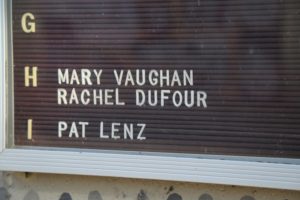 G
H MARY VAUGHAN
RACHEL DUFOUR
I PAT LENZ